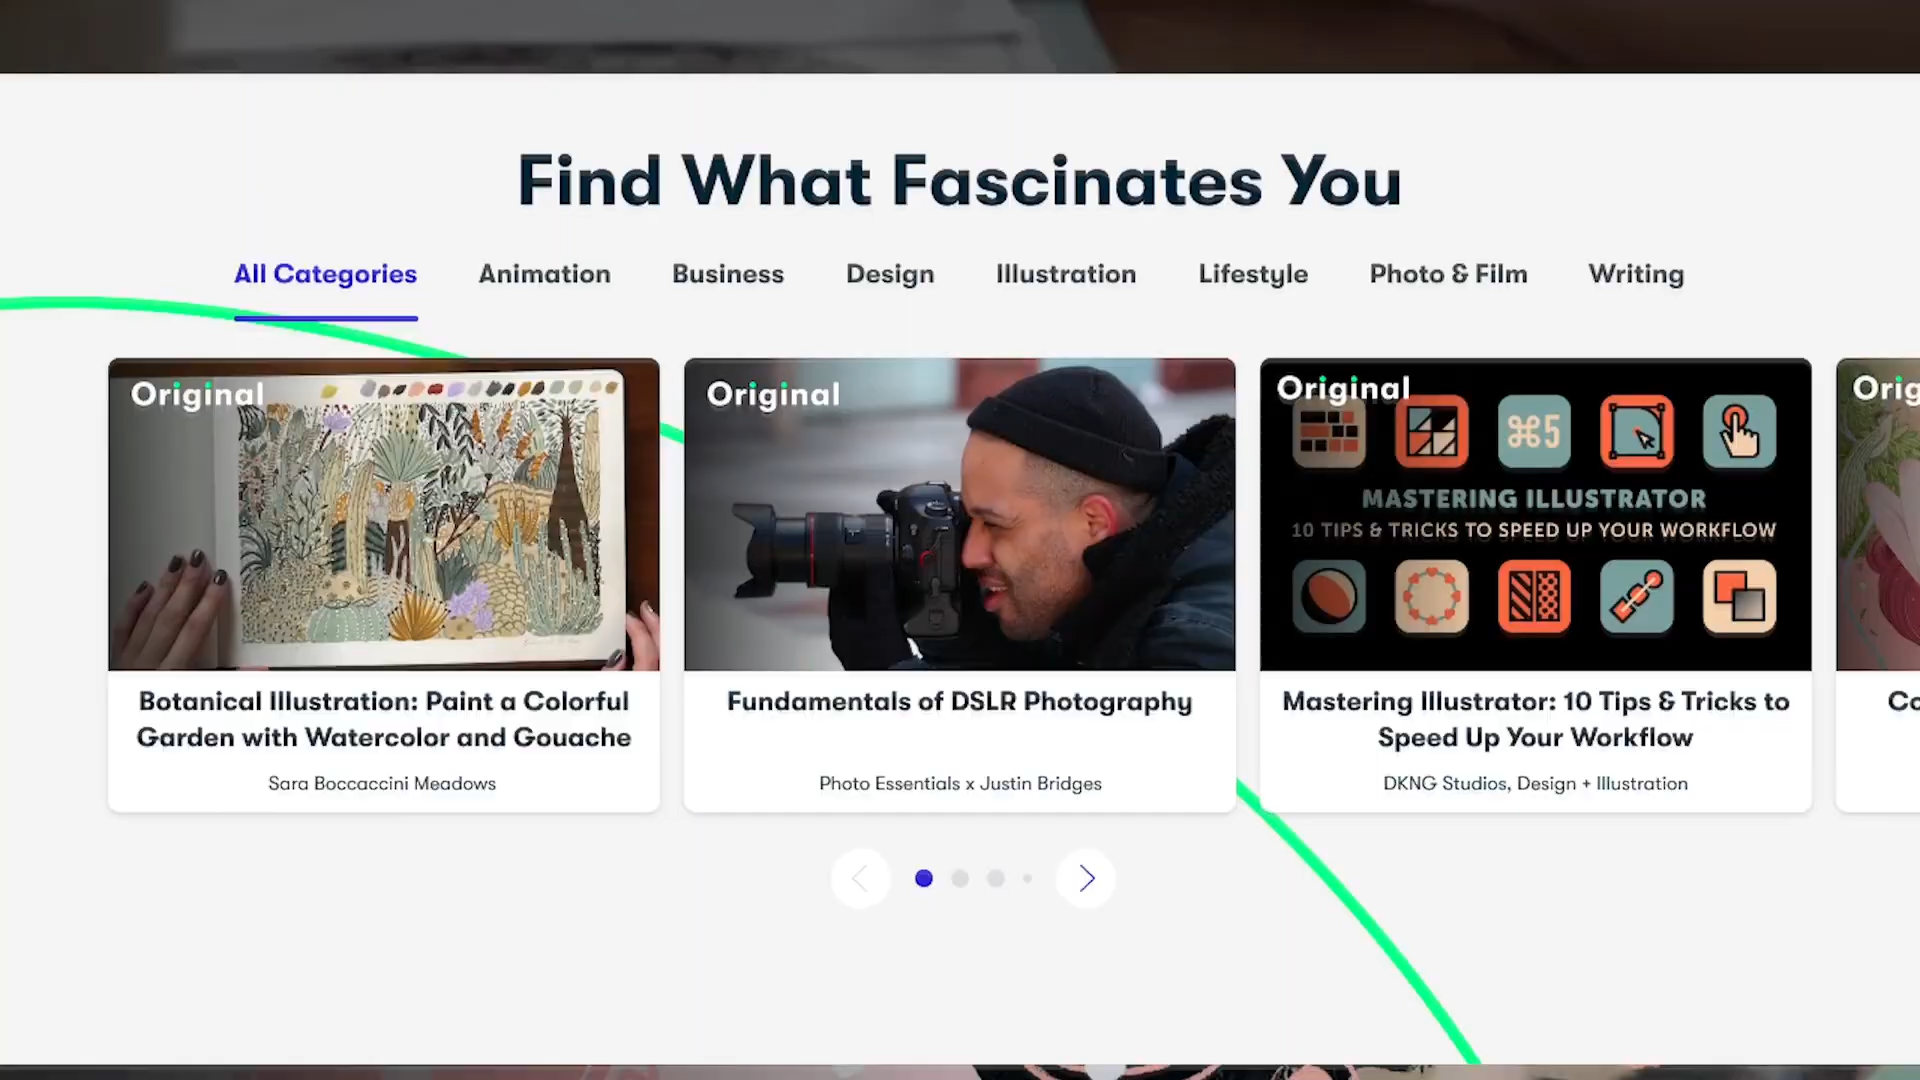 Find What Fascinates You
All Categories
Animation
Business
Design
Illustration
Lifestyle
Photo & Film
Writing
Original
Original
Original
⌘5
MASTERING ILLUSTRATOR
10 TIPS & TRICKS TO SPEED UP YOUR WORKFLOW
Botanical Illustration: Paint a Colorful
Garden with Watercolor and Gouache
Sara Boccaccini Meadows
Fundamentals of DSLR Photography
Photo Essentials x Justin Bridges
Mastering Illustrator: 10 Tips & Tricks to
Speed Up Your Workflow
DKNG Studios, Design + Illustration